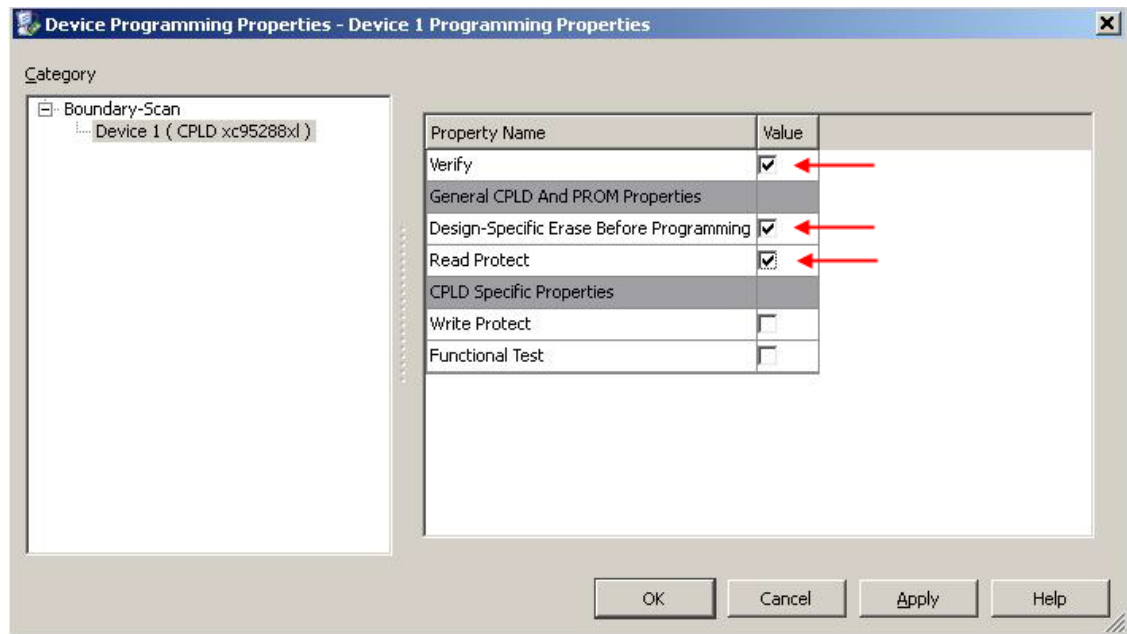 Device Programming Properties - Device 1 Programming Properties
Category
Boundary-Scan
Device 1 ( CPLD xc95288xl )
Property Name Value
Verify
General CPLD And PROM Properties
Design-Specific Erase Before Programming
Read Protect
CPLD Specific Properties
Write Protect
Functional Test
OK Cancel Apply Help